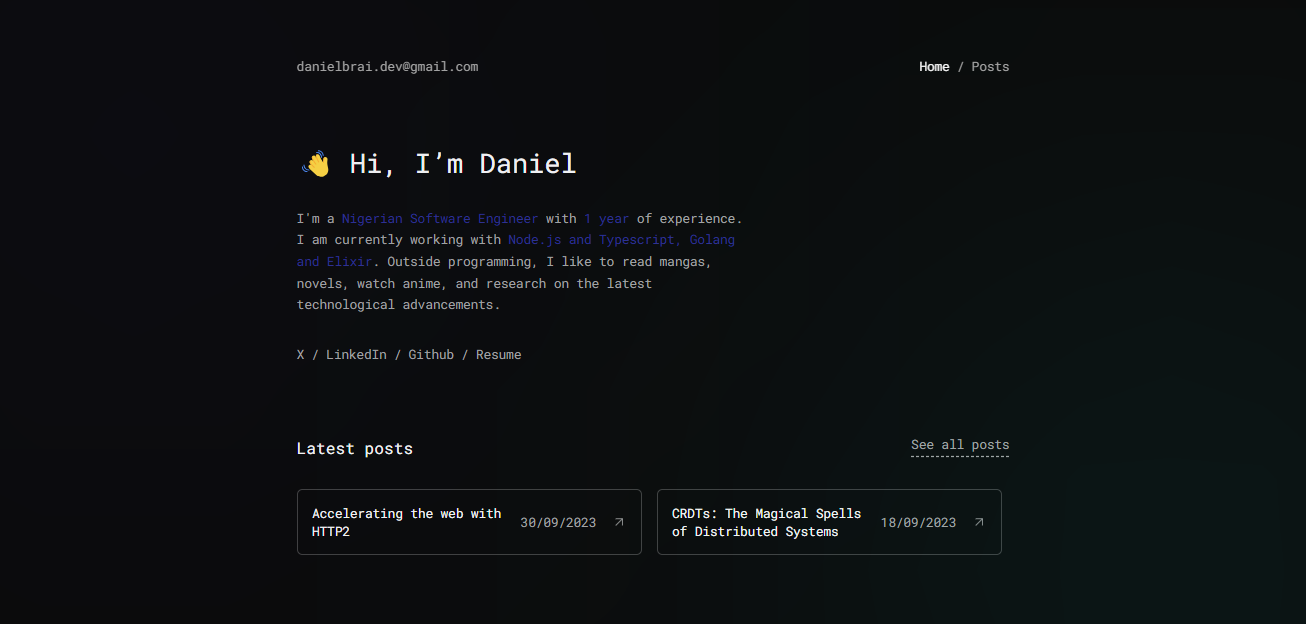 danielbrai.dev@gmail.com
Home / Posts
Hi, I’m Daniel
I'm a Nigerian Software Engineer with 1 year of experience.
I am currently working with Node.js and Typescript, Golang
and Elixir. Outside programming, I like to read mangas,
novels, watch anime, and research on the latest
technological advancements.
X / LinkedIn / Github / Resume
Latest posts
See all posts
Accelerating the web with
HTTP2
30/09/2023
CRDTs: The Magical Spells
of Distributed Systems
18/09/2023